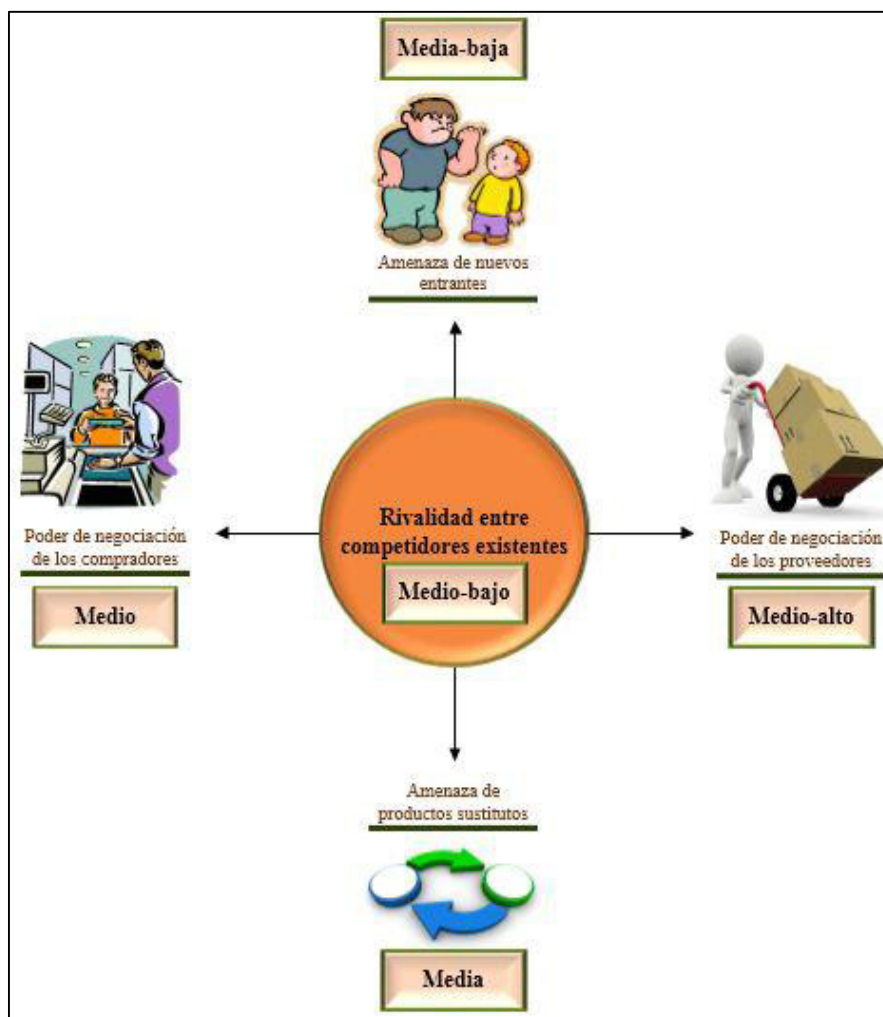 Media-baja
Amenaza de nuevos
entrantes
Poder de negociación
de los compradores
Medio
Rivalidad entre
competidores existentes
Medio-bajo
Poder de negociación
de los proveedores
Medio-alto
Amenaza de
productos sustitutos
Media